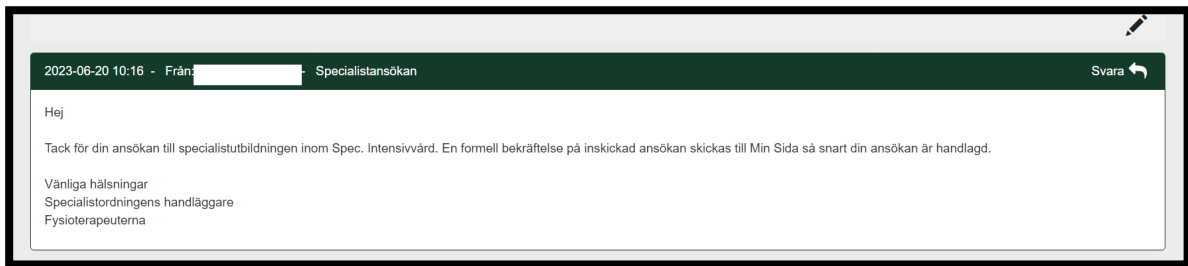 2023-06-20 10:16 - Från: - Specialistansökan Svara
Hej
Tack för din ansökan till specialistutbildningen inom Spec. Intensivvård. En formell bekräftelse på inskickad ansökan skickas till Min Sida så snart din ansökan är handlagd.
Vänliga hälsningar
Specialistordningens handläggare
Fysioterapeuterna